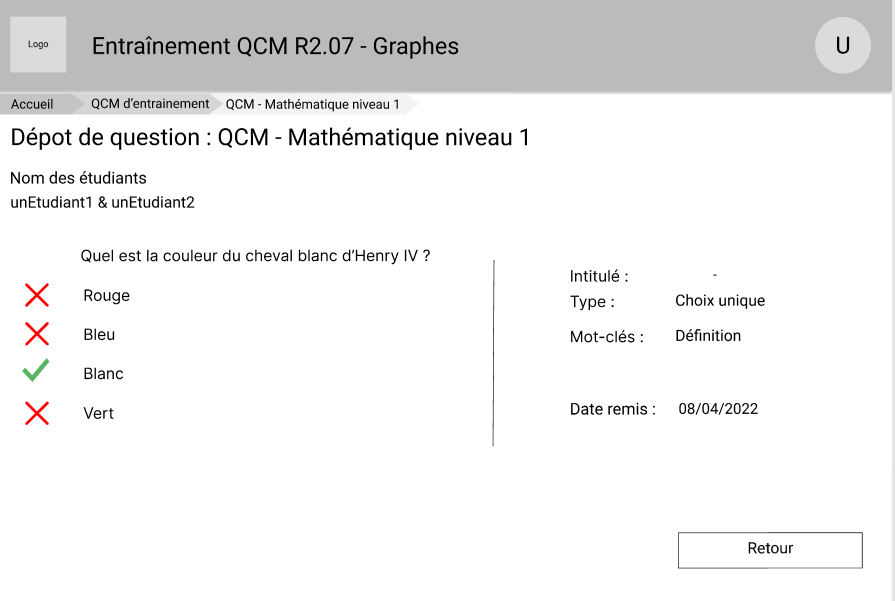 Logo
Entraînement QCM R2.07 - Graphes
U
Accueil
QCM d'entrainement
QCM - Mathématique niveau 1
Dépot de question : QCM - Mathématique niveau 1
Nom des étudiants
unEtudiant1 & unEtudiant2
Quel est la couleur du cheval blanc d'Henry IV ?
Rouge
Bleu
Blanc
Vert
Intitulé : -
Type : Choix unique
Mot-clés : Définition
Date remis : 08/04/2022
Retour